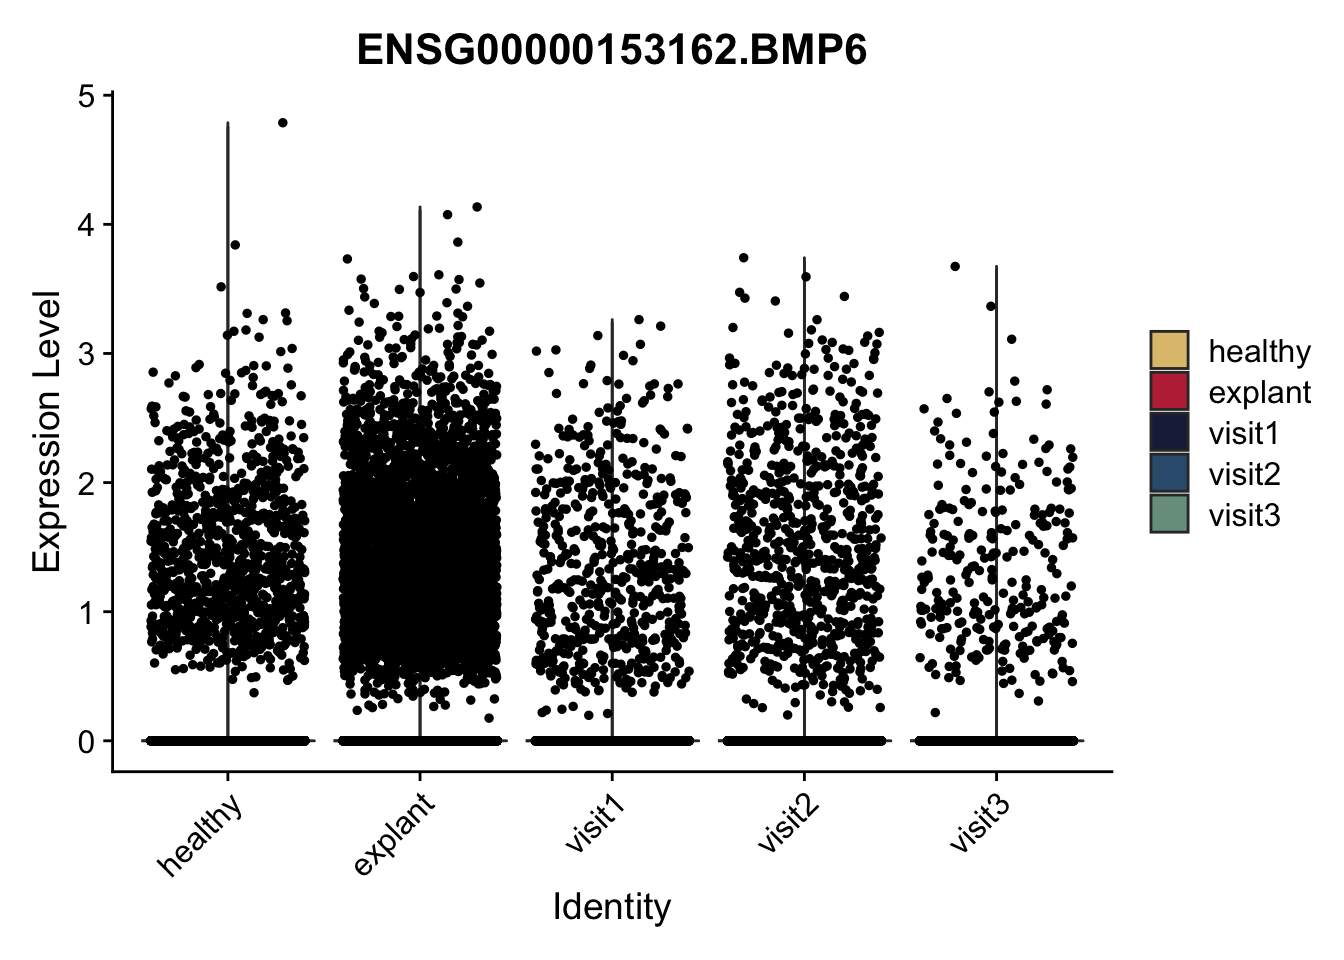 ENSG00000153162.BMP6
5
4
3
2
1
0
Expression Level
healthy
explant
visit1
visit2
visit3
Identity
healthy
explant
visit1
visit2
visit3